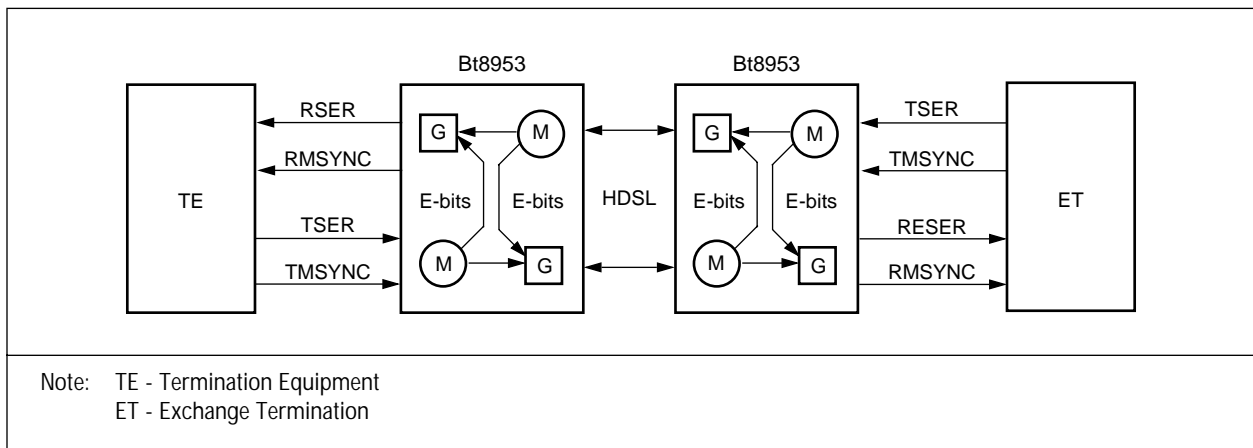 Bt8953 Bt8953
RSER TSER
G M G M
RMSYNC TMSYNC
TE E-bits E-bits HDSL E-bits E-bits ET
TSER RESER
M G M G
TMSYNC RMSYNC
Note: TE - Termination Equipment
ET - Exchange Termination